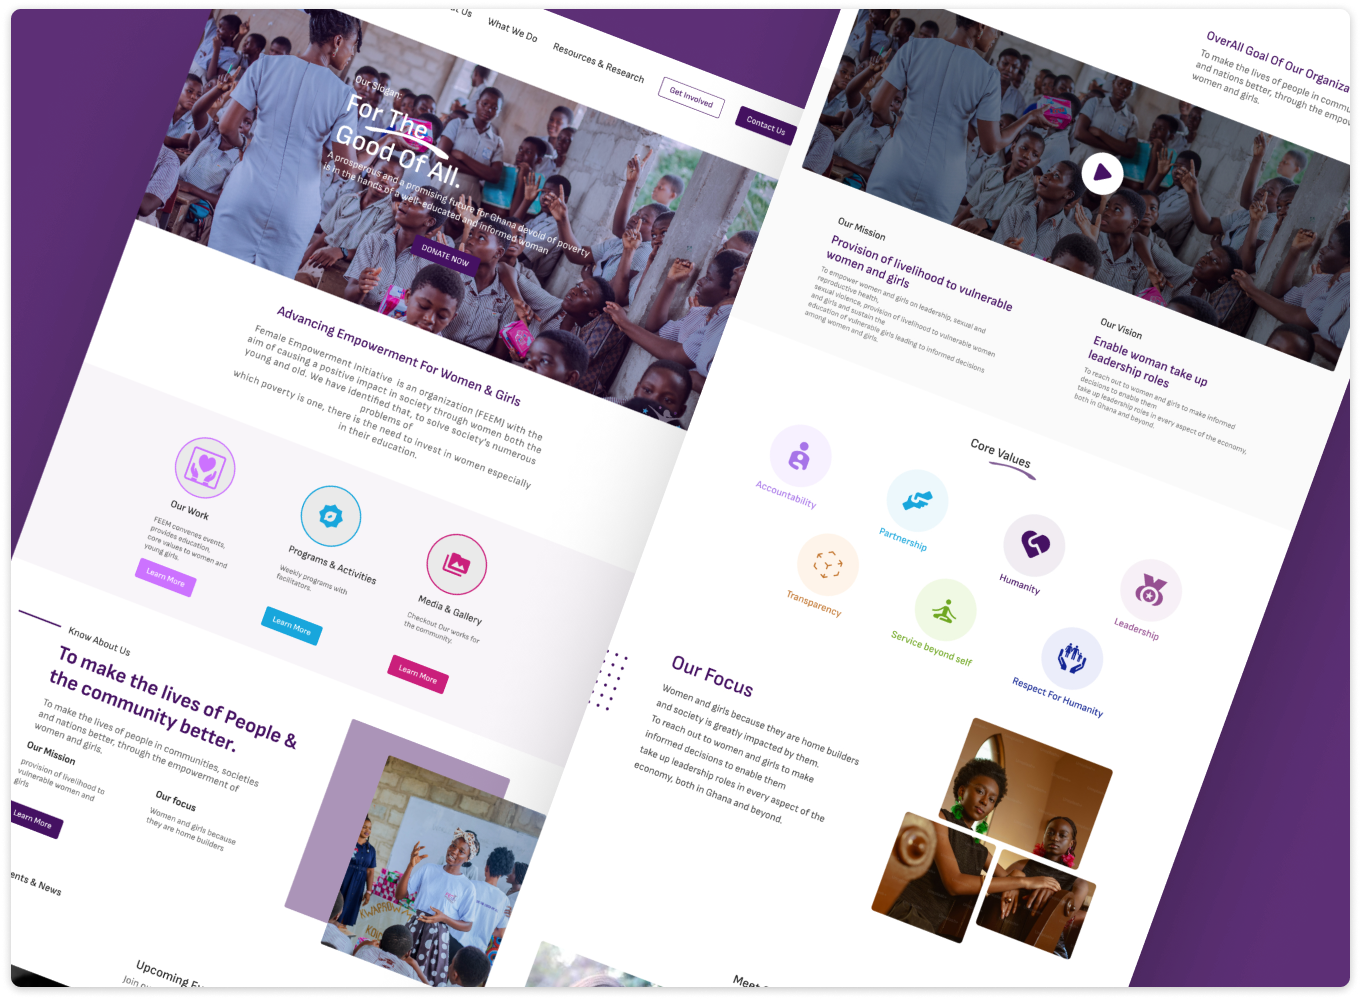 What We Do
Resources & Research
Get Involved
Contact Us
Our Slogan:
For The
Good Of All.
A prosperous and a promising future for Ghana devoid of poverty
is in the hands of a well-educated and informed woman
DONATE NOW
Advancing Empowerment For Women & Girls
Female Empowerment Initiative is an organization (FEEM) with the
aim of causing a positive impact in society through women both the
young and old. We have identified that, to solve society's numerous
problems of
which poverty is one, there is the need to invest in women especially
in their education.
Our Work
FEEM convenes events,
provides education,
core values to women and
young girls.
Learn More
Programs & Activities
Weekly programs with
facilitators.
Learn More
Media & Gallery
Checkout Our works for
the community.
Learn More
Know About Us
To make the lives of People &
the community better.
To make the lives of people in communities, societies
and nations better, through the empowerment of
women and girls.
Our Mission
provision of livelihood to
vulnerable women and
girls
Our focus
Women and girls because
they are home builders
Learn More
ents & News
Upcoming
OverAll Goal Of Our Organiza
To make the lives of people in commu
and nations better, through the empow
women and girls.
Our Mission
Provision of livelihood to vulnerable
women and girls
To empower women and girls on leadership, sexual and
reproductive health,
sexual violence, provision of livelihood to vulnerable women
and girls and sustain the
education of vulnerable girls leading to informed decisions
among women and girls.
Our Vision
Enable woman take up
leadership roles
To reach out to women and girls to make informed
decisions to enable them
take up leadership roles in every aspect of the economy,
both in Ghana and beyond.
Core Values
Accountability
Partnership
Humanity
Leadership
Transparency
Service beyond self
Respect For Humanity
Our Focus
Women and girls because they are home builders
and society is greatly impacted by them.
To reach out to women and girls to make
informed decisions to enable them
take up leadership roles in every aspect of the
economy, both in Ghana and beyond.
Meet